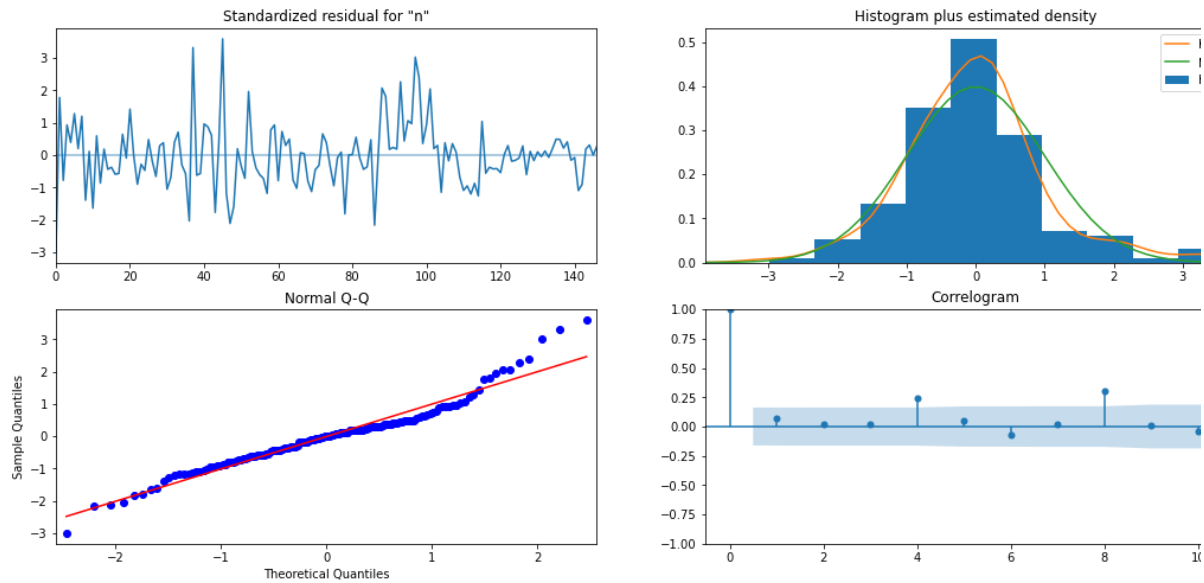 Standardized residual for "n"
3
2
1
0
−1
−2
−3
0 20 40 60 80 100 120 140
Histogram plus estimated density
0.5
0.4
0.3
0.2
0.1
0.0
−3 −2 −1 0 1 2 3
H
H
Normal Q-Q
Sample Quantiles
3
2
1
0
−1
−2
−3
−2 −1 0 1 2
Theoretical Quantiles
Correlogram
1.00
0.75
0.50
0.25
0.00
−0.25
−0.50
−0.75
−1.00
0 2 4 6 8 10